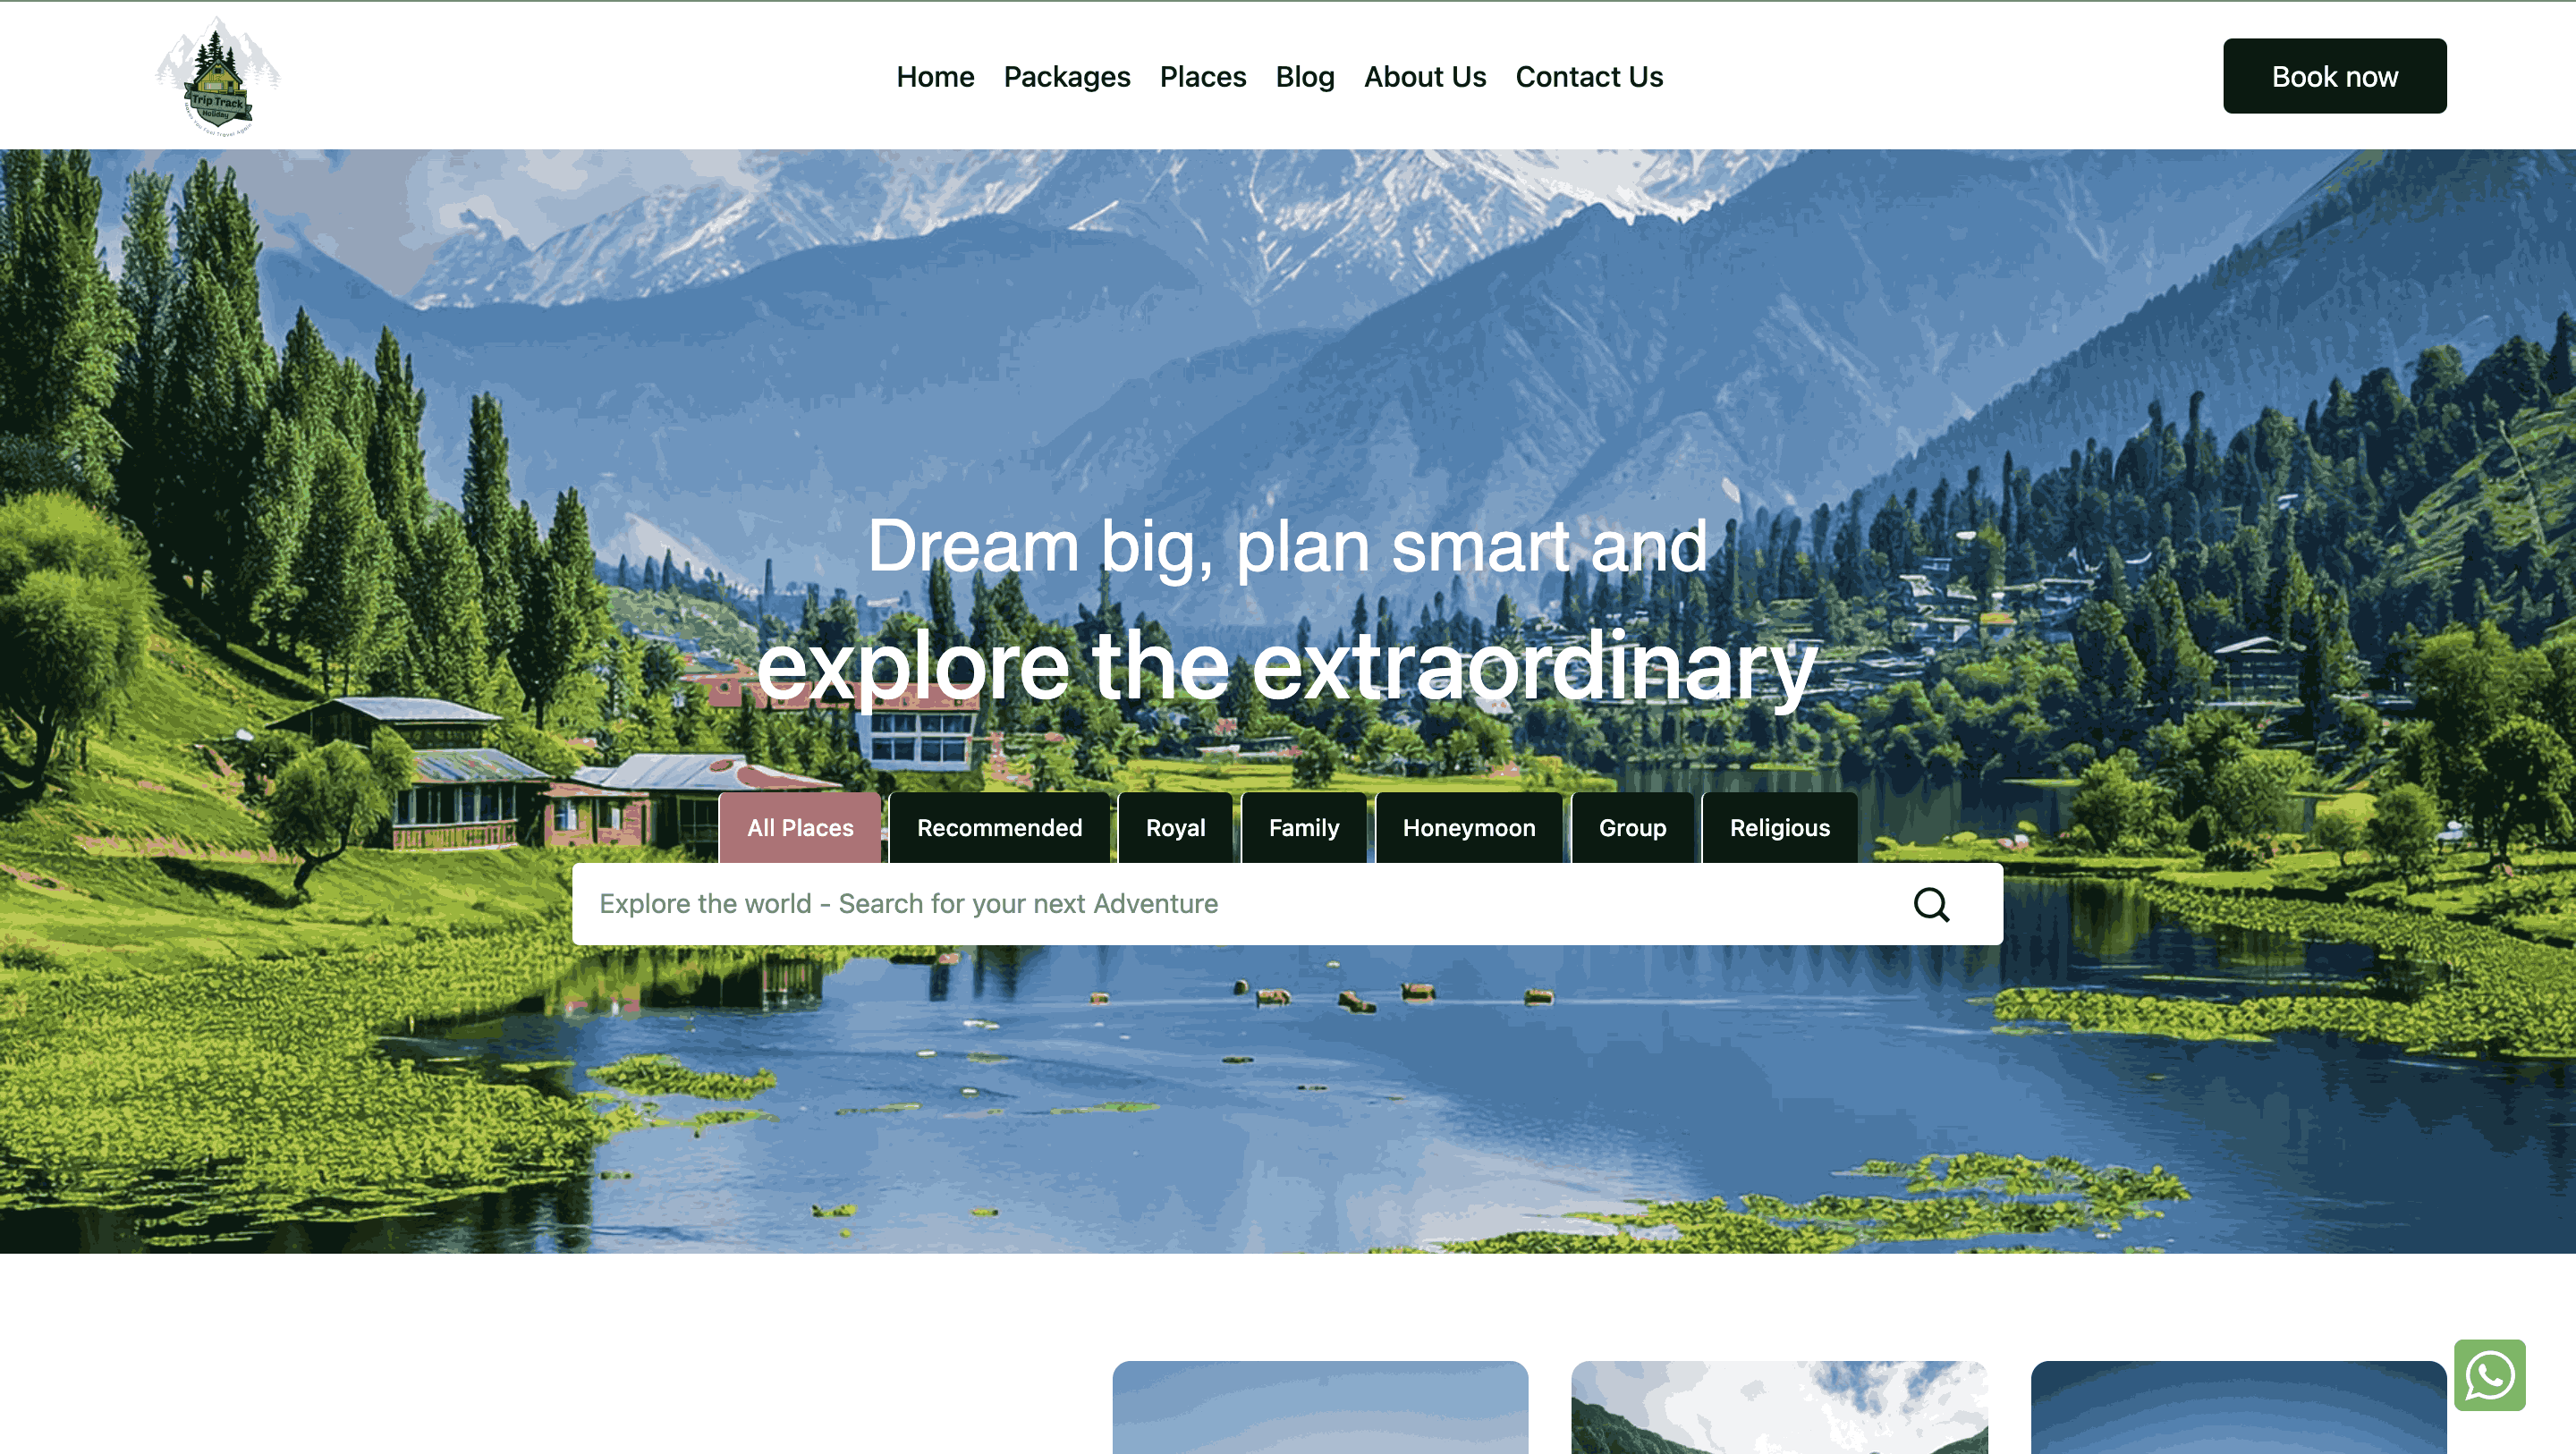 Trip Track
Holiday
Home Packages Places Blog About Us Contact Us
Book now
Dream big, plan smart and
explore the extraordinary
All Places Recommended Royal Family Honeymoon Group Religious
Explore the world - Search for your next Adventure